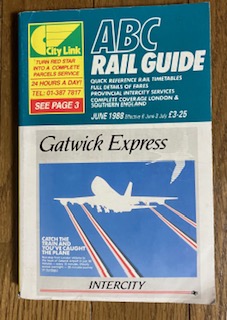 City Link
TURN RED STAR
INTO A COMPLETE
PARCELS SERVICE
24 HOURS A DAY!
TEL: 01-387 7817
SEE PAGE 3
ABC
RAIL GUIDE
QUICK REFERENCE RAIL TIMETABLES
FULL DETAILS OF FARES
PROVINCIAL INTERCITY SERVICES
COMPLETE COVERAGE LONDON &
SOUTHERN ENGLAND
JUNE 1988 Effective 6 June-3 July £3·25
Gatwick Express
CATCH THE
TRAIN AND
YOU'VE CAUGHT
THE PLANE
INTERCITY